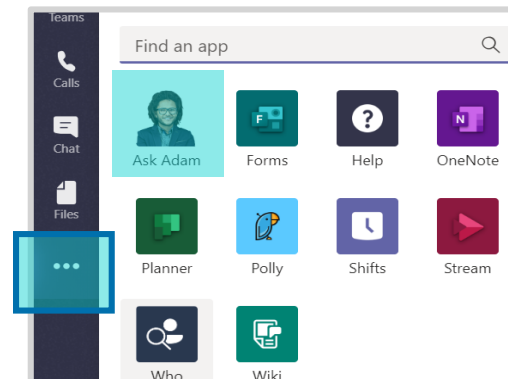 Teams
Find an app
Calls
Ask Adam
Forms
Help
OneNote
Chat
Files
Planner
Polly
Shifts
Stream
Who
Wiki